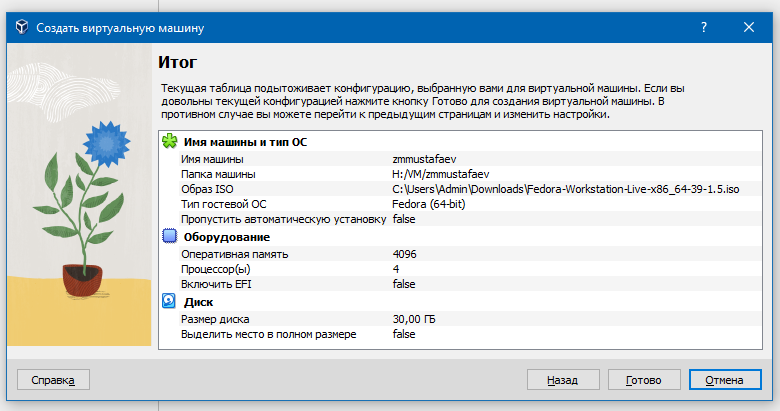 Создать виртуальную машину
Итог
Текущая таблица подытоживает конфигурацию, выбранную вами для виртуальной машины. Если вы
довольны текущей конфигурацией нажмите кнопку Готово для создания виртуальной машины. В
противном случае вы можете перейти к предыдущим страницам и изменить настройки.
Имя машины и тип ОС
Имя машины zmmustafaev
Папка машины H:/VM/zmmustafaev
Образ ISO C:\Users\Admin\Downloads\Fedora-Workstation-Live-x86_64-39-1.5.iso
Тип гостевой ОС Fedora (64-bit)
Пропустить автоматическую установку false
Оборудование
Оперативная память 4096
Процессор(ы) 4
Включить EFI false
Диск
Размер диска 30,00 ГБ
Выделить место в полном размере false
Справка Назад Готово Отмена